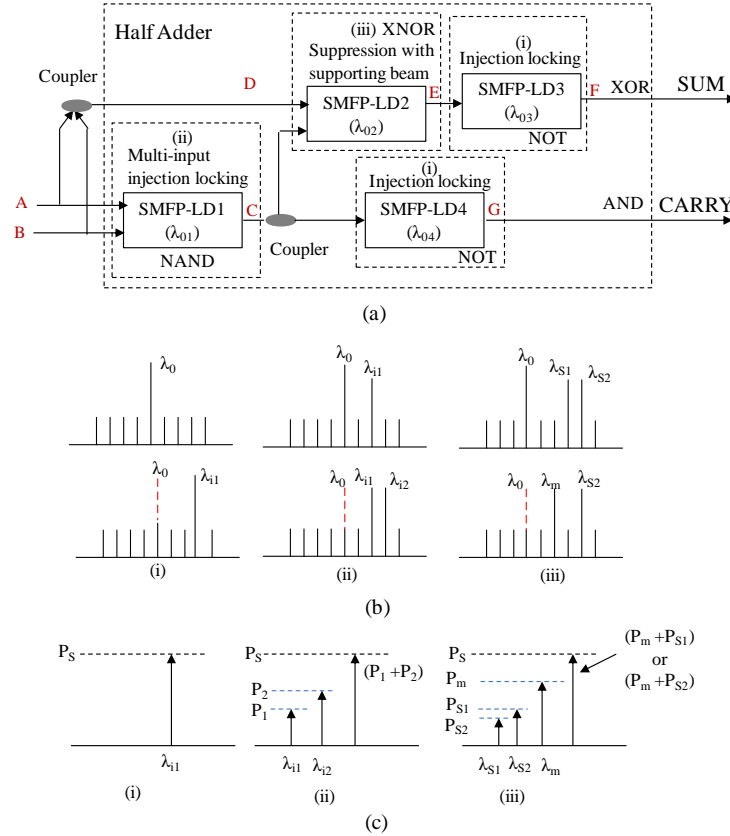 Half Adder
(iii) XNOR
Suppression with
supporting beam
(i)
Injection locking
Coupler
D
E
F
XOR
SUM
SMFP-LD2
(λ02)
SMFP-LD3
(λ03)
NOT
(ii)
Multi-input
injection locking
(i)
Injection locking
A
B
SMFP-LD1
(λ01)
C
SMFP-LD4
(λ04)
G
AND
CARRY
Coupler
NAND
NOT
(a)
λ0
λ0
λi1
λ0
λS1
λS2
λ0
λi1
λ0
λi1
λi2
λ0
λm
λS2
(i)
(ii)
(iii)
(b)
PS
PS
(P1 +P2)
P2
P1
PS
Pm
PS1
PS2
(Pm +PS1)
or
(Pm +PS2)
λi1
λi1
λi2
λS1
λS2
λm
(i)
(ii)
(iii)
(c)